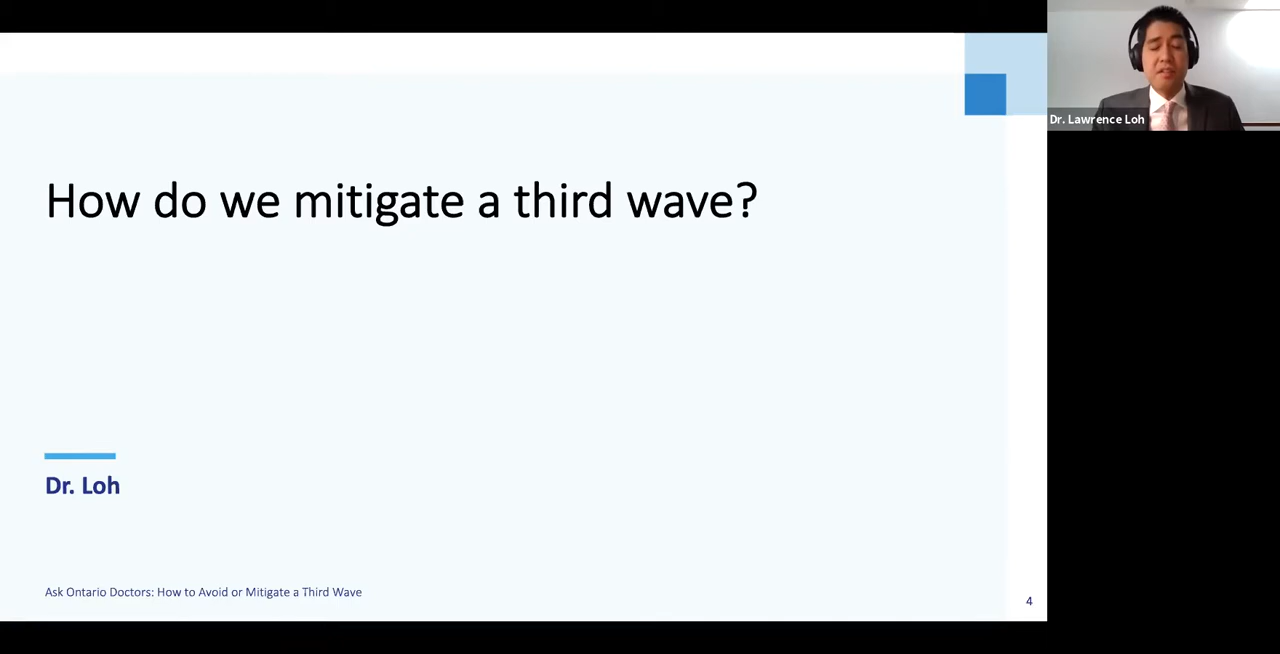 How do we mitigate a third wave?
Dr. Lawrence Loh
Dr. Loh
Ask Ontario Doctors: How to Avoid or Mitigate a Third Wave
4